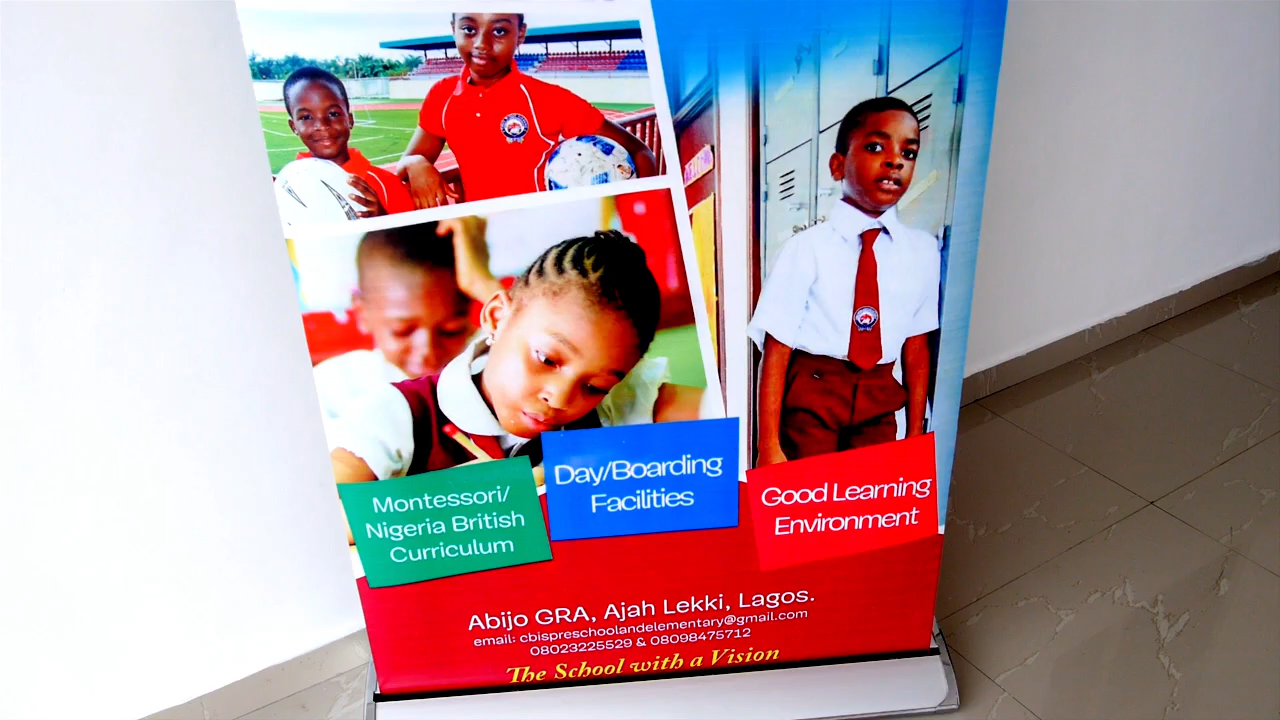 Montessori/
Nigeria British
Curriculum
Day/Boarding
Facilities
Good Learning
Environment
Abijo GRA, Ajah Lekki, Lagos.
email: cbispreschoolandelementary@gmail.com
08023225529 & 08098475712
The School with a Vision